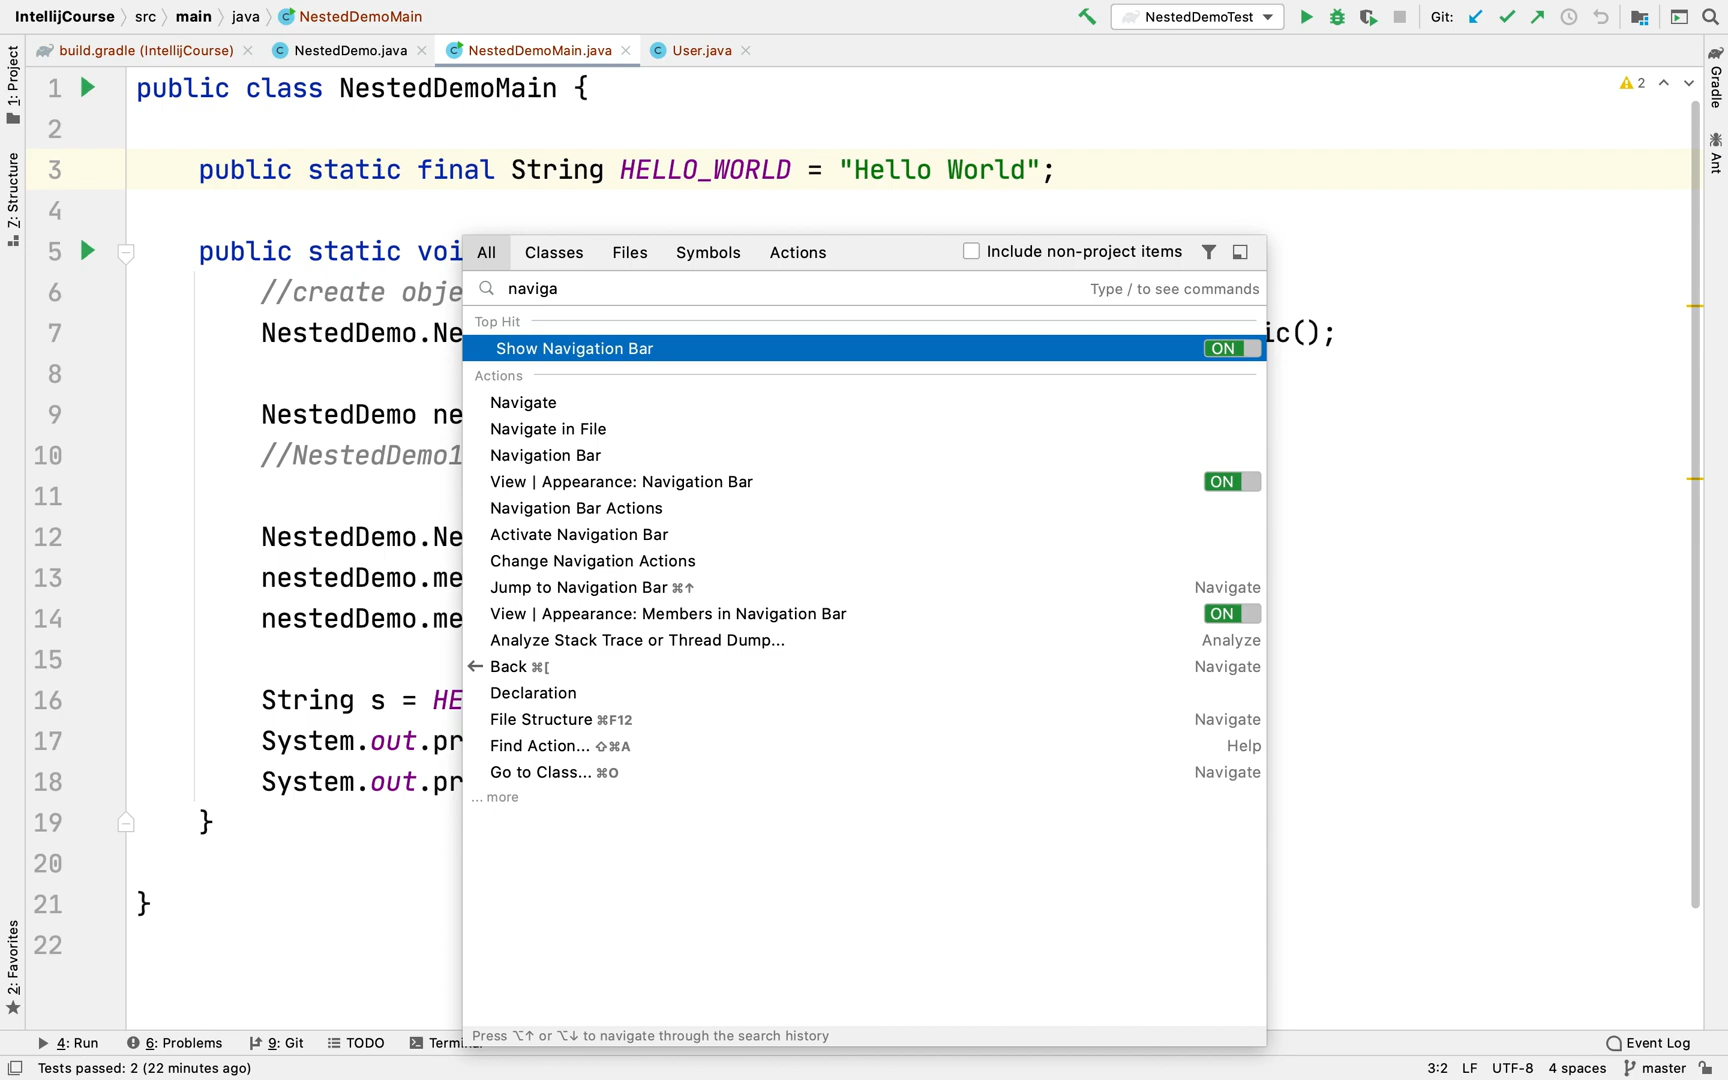 IntellijCourse src main java NestedDemoMain
NestedDemoTest Git:
build.gradle (IntellijCourse) NestedDemo.java NestedDemoMain.java User.java
1: Project
7: Structure
2: Favorites
Gradle
Ant
2
1 public class NestedDemoMain {
2
3 public static final String HELLO_WORLD = "Hello World";
4
5 public static voi
6 //create obje
7 NestedDemo.Ne ic();
8
9 NestedDemo ne
10 //NestedDemo1
11
12 NestedDemo.Ne
13 nestedDemo.me
14 nestedDemo.me
15
16 String s = HE
17 System.out.pr
18 System.out.pr
19 }
20
21 }
22
All Classes Files Symbols Actions Include non-project items
naviga Type / to see commands
Top Hit
Show Navigation Bar ON
Actions
Navigate
Navigate in File
Navigation Bar
View | Appearance: Navigation Bar ON
Navigation Bar Actions
Activate Navigation Bar
Change Navigation Actions
Jump to Navigation Bar ⌘↑ Navigate
View | Appearance: Members in Navigation Bar ON
Analyze Stack Trace or Thread Dump... Analyze
← Back ⌘[ Navigate
Declaration
File Structure ⌘F12 Navigate
Find Action... ⇧⌘A Help
Go to Class... ⌘O Navigate
... more
Press ⌥↑ or ⌥↓ to navigate through the search history
4: Run 6: Problems 9: Git TODO Termin Event Log
Tests passed: 2 (22 minutes ago) 3:2 LF UTF-8 4 spaces master